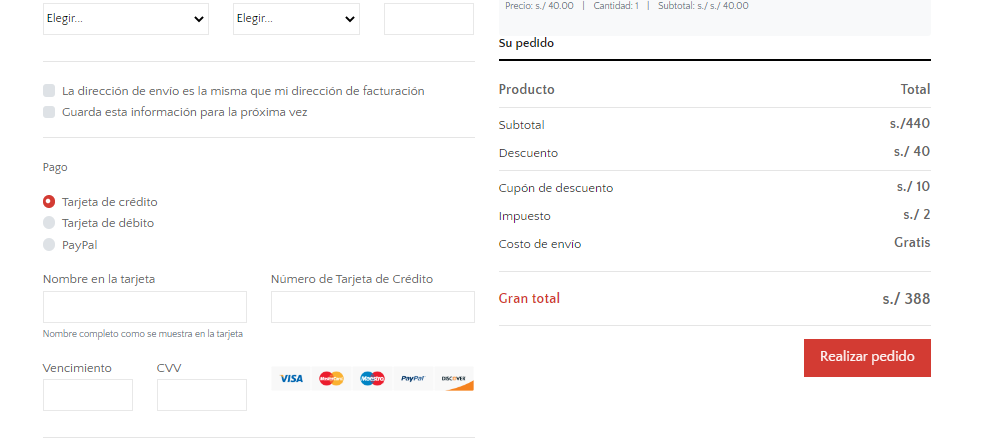 Elegir...
Elegir...
La dirección de envío es la misma que mi dirección de facturación
Guarda esta información para la próxima vez
Pago
Tarjeta de crédito
Tarjeta de débito
PayPal
Nombre en la tarjeta
Número de Tarjeta de Crédito
Nombre completo como se muestra en la tarjeta
Vencimiento
CVV
VISA
MasterCard
Maestro
PayPal
DISCOVER
Precio: s./ 40.00 | Cantidad: 1 | Subtotal: s./ s./ 40.00
Su pedido
Producto Total
Subtotal s./440
Descuento s./ 40
Cupón de descuento s./ 10
Impuesto s./ 2
Costo de envío Gratis
Gran total s./ 388
Realizar pedido